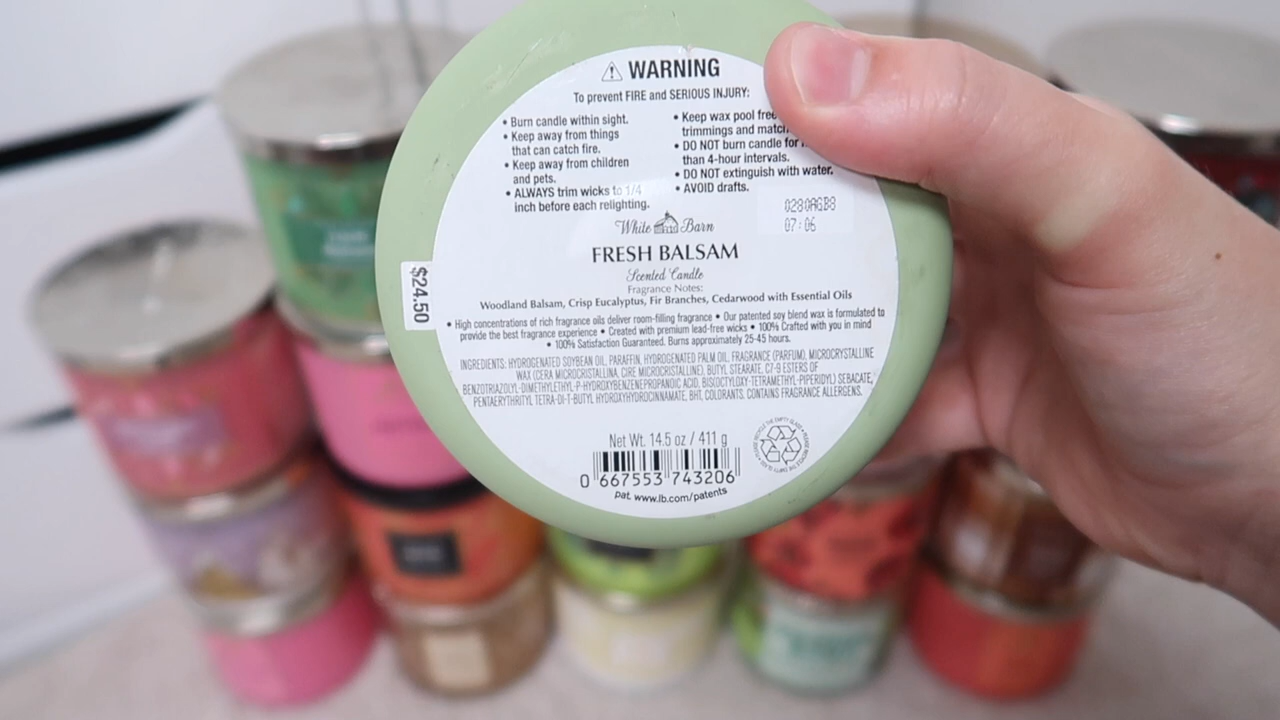 WARNING
To prevent FIRE and SERIOUS INJURY:
• Burn candle within sight.
• Keep away from things
that can catch fire.
• Keep away from children
and pets.
• ALWAYS trim wicks to 1/4
inch before each relighting.
• Keep wax pool free
trimmings and
• DO NOT burn candle for
than 4-hour intervals.
• DO NOT extinguish with water.
• AVOID drafts.
0280AGB3
07:06
White Barn
FRESH BALSAM
Scented Candle
Fragrance Notes:
Woodland Balsam, Crisp Eucalyptus, Fir Branches, Cedarwood with Essential Oils
• High concentrations of rich fragrance oils deliver room-filling fragrance • Our patented soy blend wax is formulated to
provide the best fragrance experience • Created with premium lead-free wicks • 100% Crafted with you in mind
• 100% Satisfaction Guaranteed. Burns approximately 25-45 hours.
INGREDIENTS: HYDROGENATED SOYBEAN OIL, PARAFFIN, HYDROGENATED PALM OIL, FRAGRANCE (PARFUM), MICROCRYSTALLINE
WAX (CERA MICROCRISTALLINA, CIRE MICROCRISTALLINE), BUTYL STEARATE, C7-9 ESTERS OF
BENZOTRIAZOLYL-DIMETHYLETHYL-P-HYDROXYBENZENEPROPANOIC ACID, BISOCTYLOXY-TETRAMETHYL-PIPERIDYL) SEBACATE,
PENTAERYTHRITYL TETRA-DI-T-BUTYL HYDROXYHYDROCINNAMATE, BHT, COLORANTS. CONTAINS FRAGRANCE ALLERGENS.
$24.50
Net Wt. 14.5 oz / 411 g
0 667553 743206
pat. www.lb.com/patents